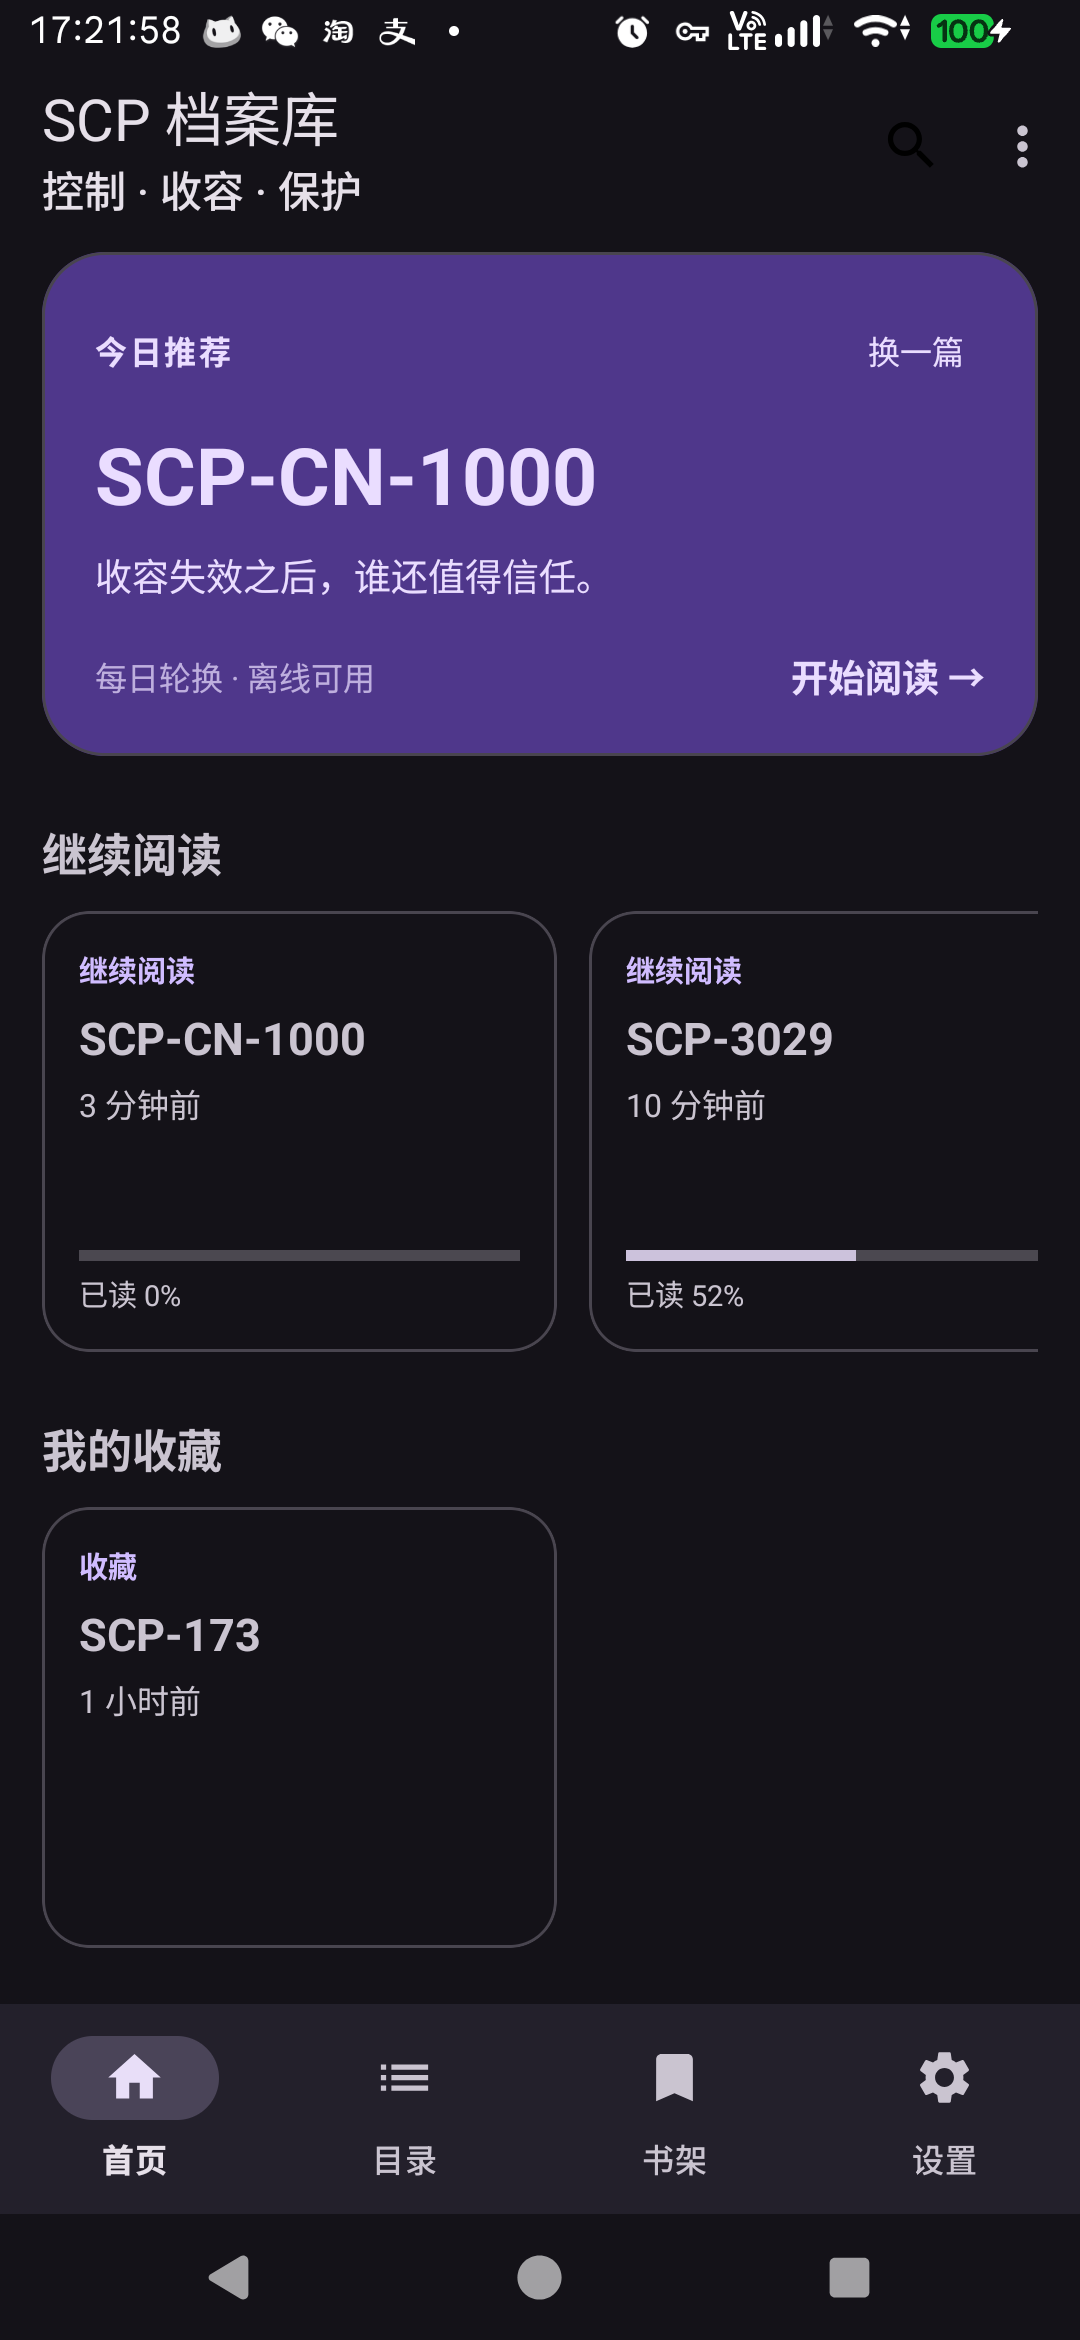 17:21:58 淘 支 Vo LTE 100
SCP 档案库
控制 · 收容 · 保护
今日推荐 换一篇
SCP-CN-1000
收容失效之后，谁还值得信任。
每日轮换 · 离线可用 开始阅读 →
继续阅读
继续阅读 继续阅读
SCP-CN-1000 SCP-3029
3 分钟前 10 分钟前
已读 0% 已读 52%
我的收藏
收藏
SCP-173
1 小时前
首页 目录 书架 设置